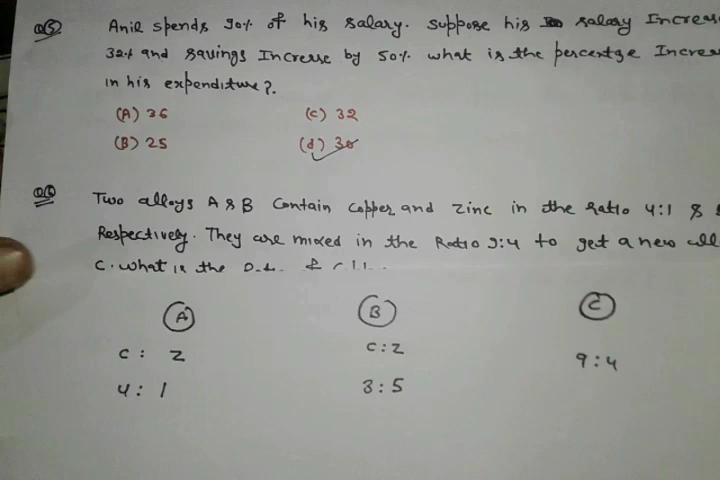 Q5) Anil spends 90% of his salary. suppose his salary Increase
32% and savings Increse by 50% what is the percentge Increa
in his expenditure?.
(A) 36 (C) 32
(B) 25 (d) 30
Q6) Two alloys A & B Contain copper and zinc in the ratio 4:1 &
Respectively. They are mixed in the Ratio 9:4 to get a new all
C. what is the
A B C
C : Z C : Z 9 : 4
4 : 1 3 : 5